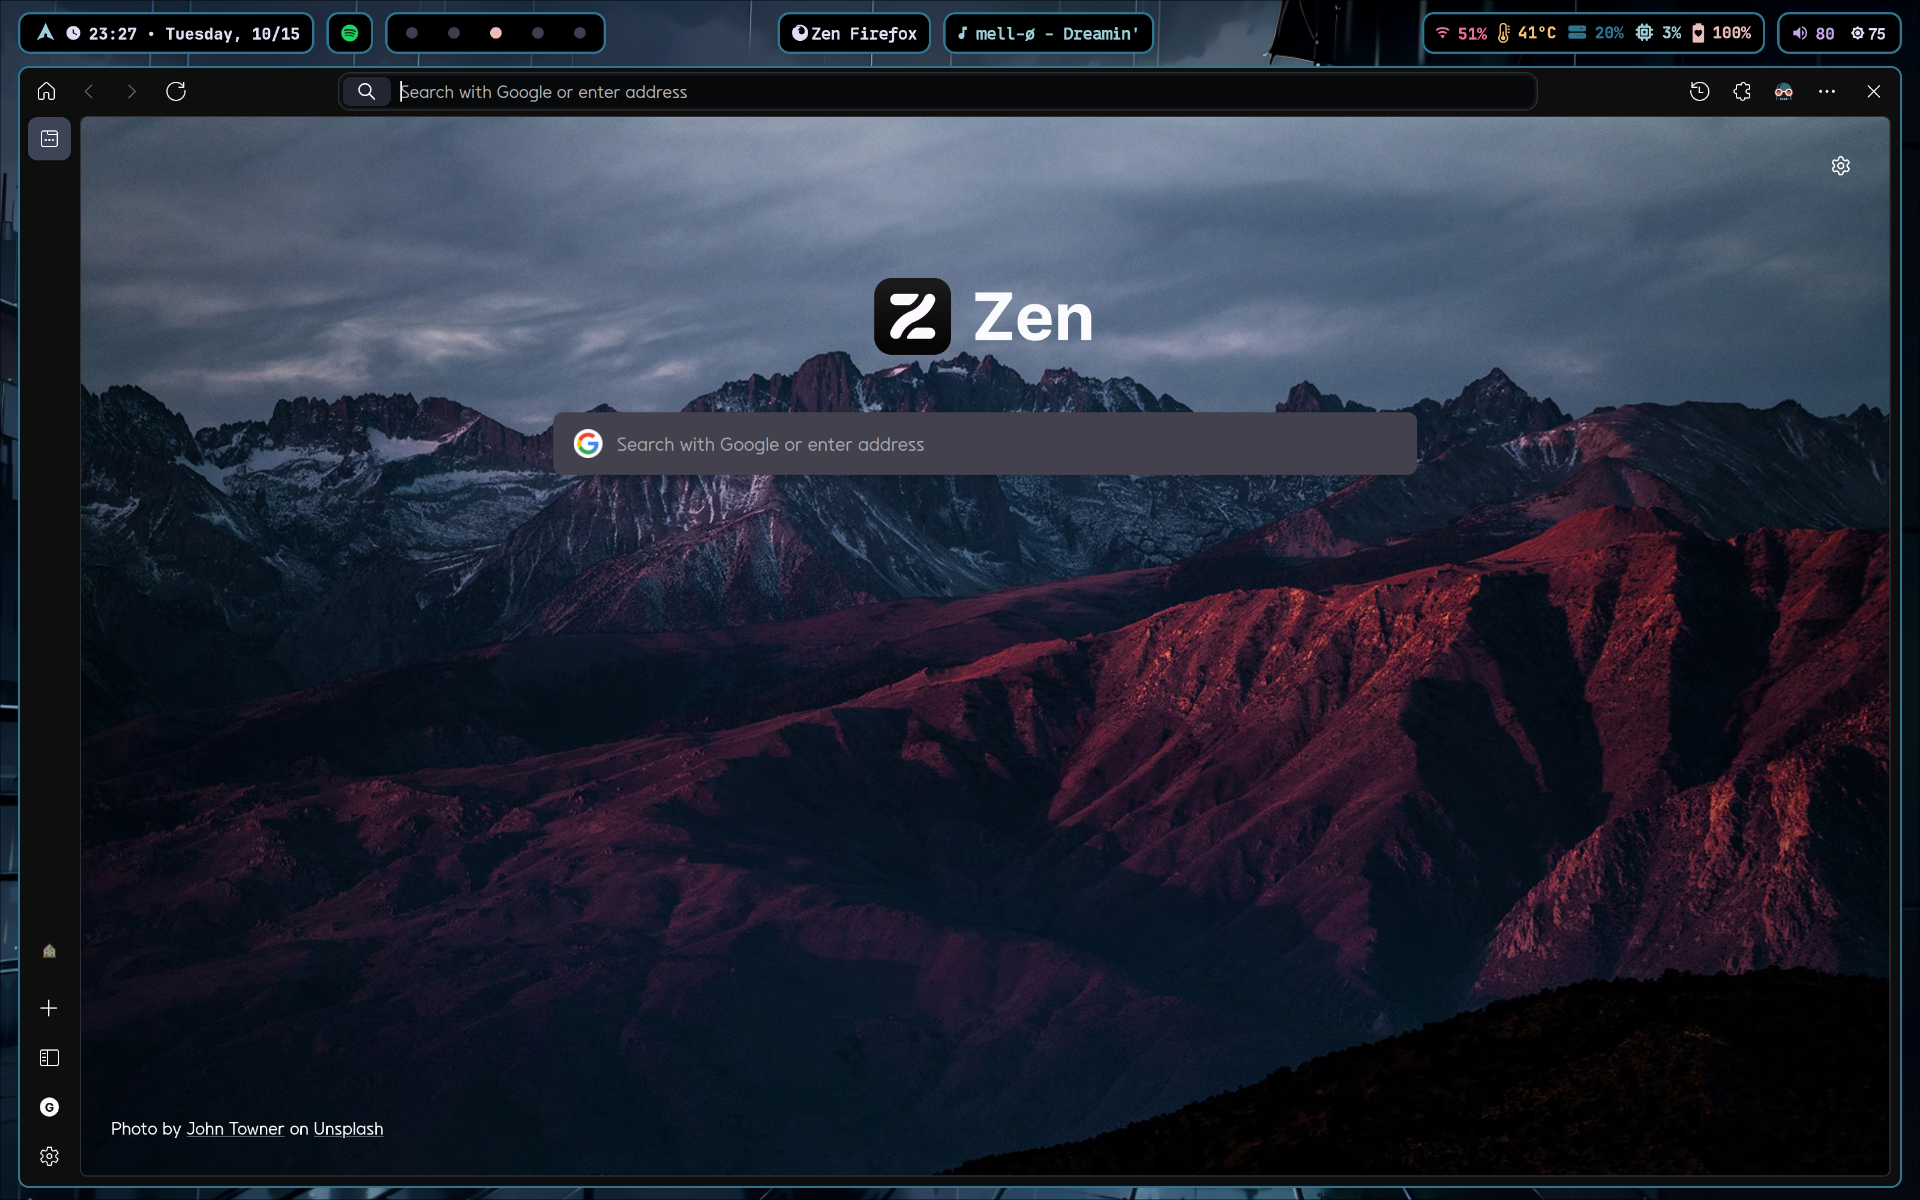 23:27 • Tuesday, 10/15
Zen Firefox
mell-ø - Dreamin'
51% 41°C 20% 3% 100%
80 75
Search with Google or enter address
Zen
Search with Google or enter address
G
Photo by John Towner on Unsplash